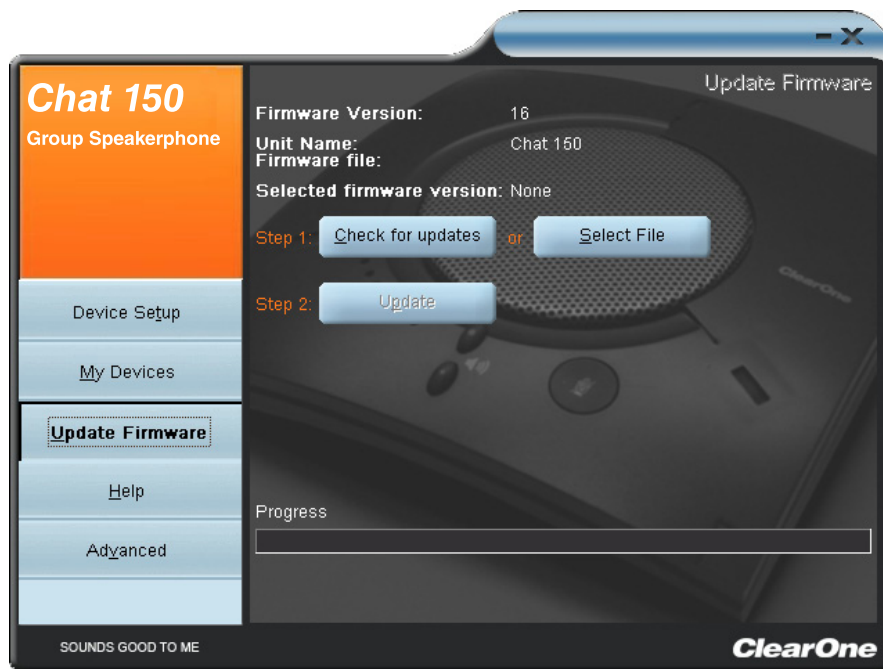 Chat 150
Group Speakerphone
Update Firmware
Firmware Version: 16
Unit Name: Chat 150
Firmware file:
Selected firmware version: None
Step 1: Check for updates or Select File
Step 2: Update
Device Setup
My Devices
Update Firmware
Help
Advanced
Progress
ClearOne
SOUNDS GOOD TO ME
ClearOne